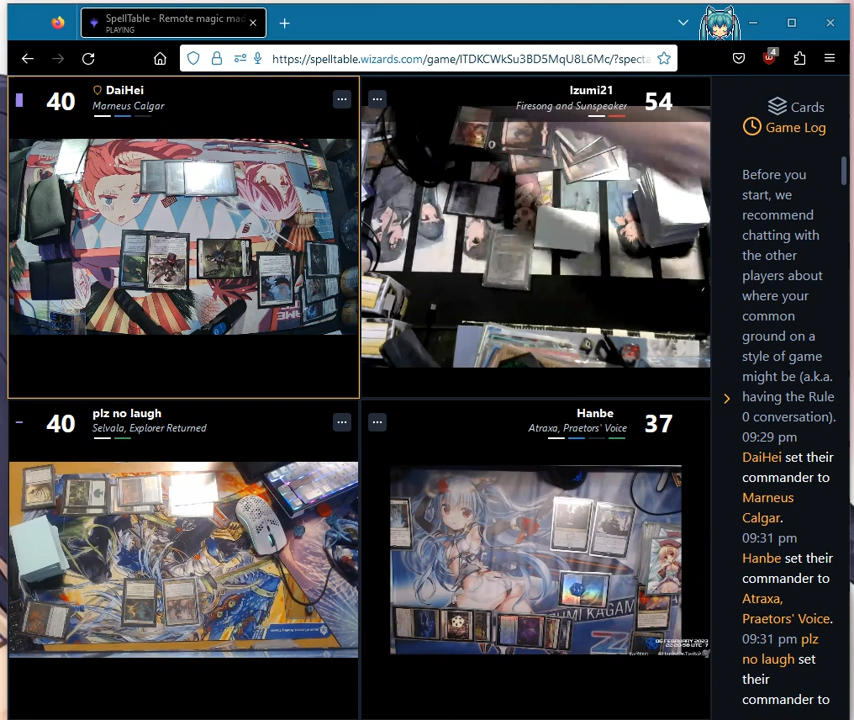 SpellTable - Remote magic mad
PLAYING
https://spelltable.wizards.com/game/ITDKCWkSu3BD5MqU8L6Mc/?specta
4
40
DaiHei
Marneus Calgar
Izumi21
Firesong and Sunspeaker
54
40
plz no laugh
Selvala, Explorer Returned
Hanbe
Atraxa, Praetors' Voice
37
Cards
Game Log
Before you
start, we
recommend
chatting with
the other
players about
where your
common
ground on a
style of game
might be (a.k.a.
having the Rule
0 conversation).
09:29 pm
DaiHei set their
commander to
Marneus
Calgar.
09:31 pm
Hanbe set their
commander to
Atraxa,
Praetors' Voice.
09:31 pm plz
no laugh set
their
commander to